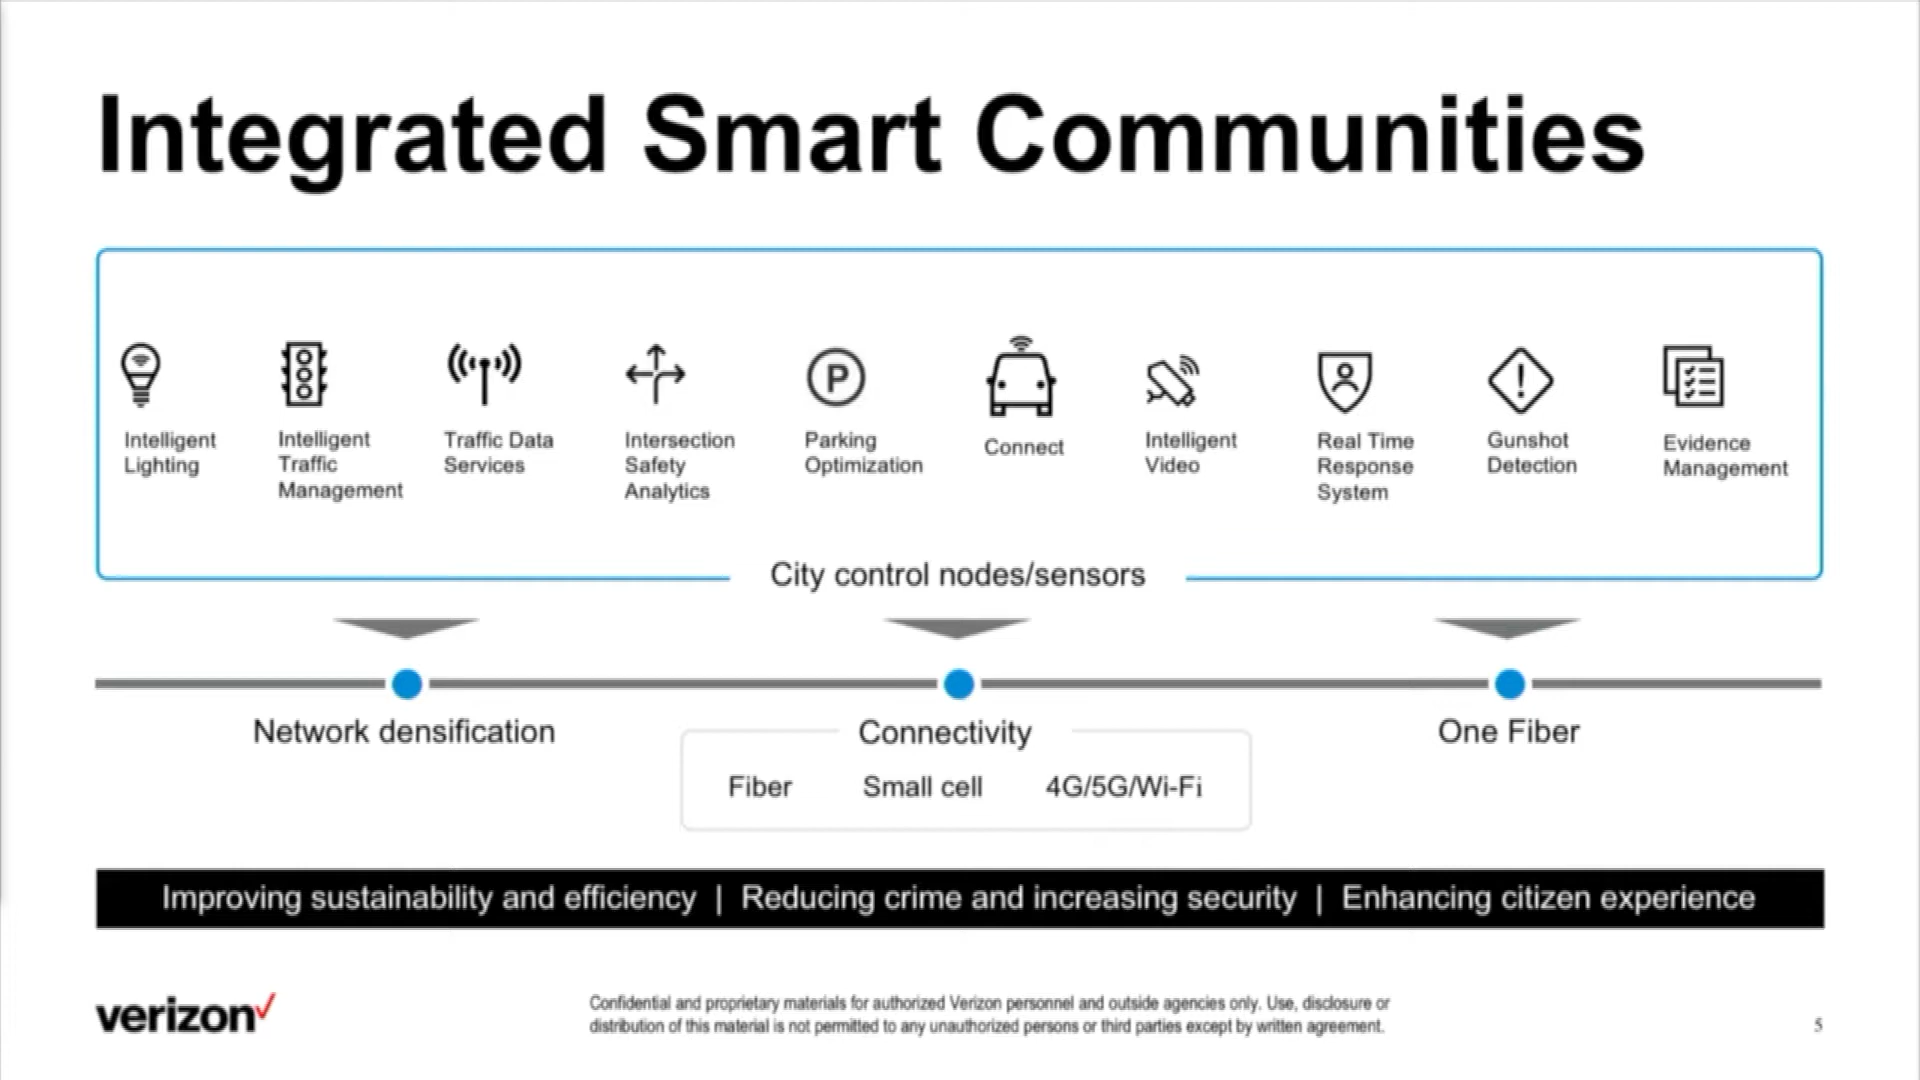 Integrated Smart Communities
Intelligent
Lighting
Intelligent
Traffic
Management
Traffic Data
Services
Intersection
Safety
Analytics
P
Parking
Optimization
Connect
Intelligent
Video
Real Time
Response
System
!
Gunshot
Detection
Evidence
Management
City control nodes/sensors
Network densification
Connectivity
Fiber Small cell 4G/5G/Wi-Fi
One Fiber
Improving sustainability and efficiency | Reducing crime and increasing security | Enhancing citizen experience
verizon
Confidential and proprietary materials for authorized Verizon personnel and outside agencies only. Use, disclosure or
distribution of this material is not permitted to any unauthorized persons or third parties except by written agreement.
5